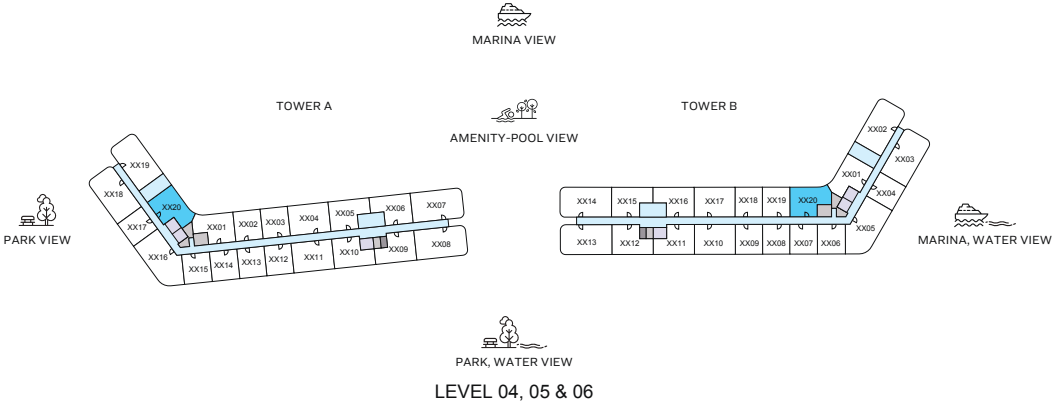 MARINA VIEW
TOWER A
TOWER B
AMENITY-POOL VIEW
PARK VIEW
MARINA, WATER VIEW
XX19
XX18
XX20
XX17
XX16
XX01
XX02
XX03
XX04
XX05
XX06
XX07
XX15
XX14
XX13
XX12
XX11
XX10
XX09
XX08
XX02
XX03
XX01
XX04
XX05
XX14
XX15
XX16
XX17
XX18
XX19
XX20
XX13
XX12
XX11
XX10
XX09
XX08
XX07
XX06
PARK, WATER VIEW
LEVEL 04, 05 & 06